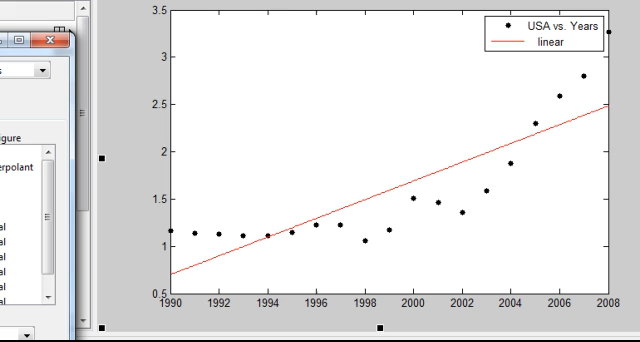 s
igure
erpolant
al
al
al
al
al
al
3.5
3
2.5
2
1.5
1
0.5
USA vs. Years
linear
1990 1992 1994 1996 1998 2000 2002 2004 2006 2008